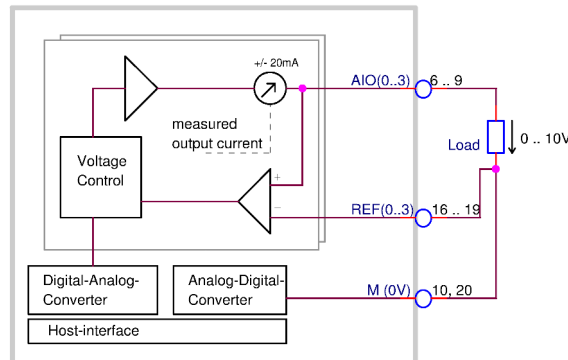 +/- 20mA
AIO(0..3)
6 .. 9
measured
output current
Load
0 .. 10V
Voltage
Control
+
−
REF(0..3)
16 .. 19
Digital-Analog-
Converter
Analog-Digital-
Converter
M (0V)
10, 20
Host-interface